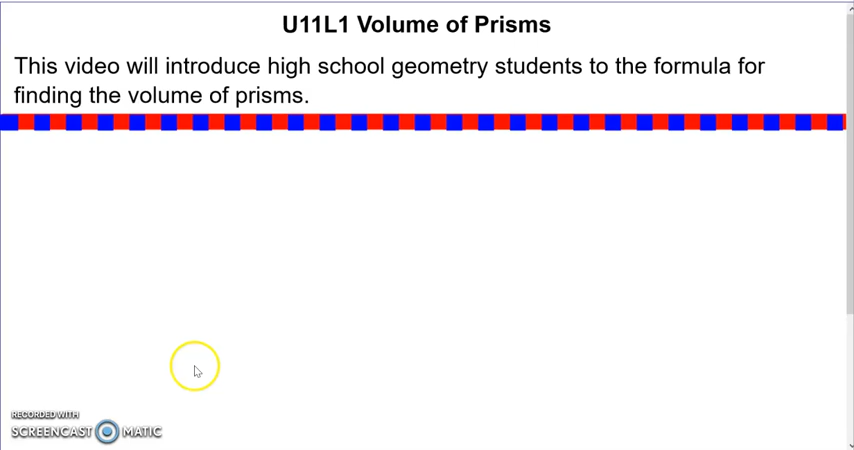 U11L1 Volume of Prisms
This video will introduce high school geometry students to the formula for
finding the volume of prisms.
RECORDED WITH
SCREENCAST MATIC